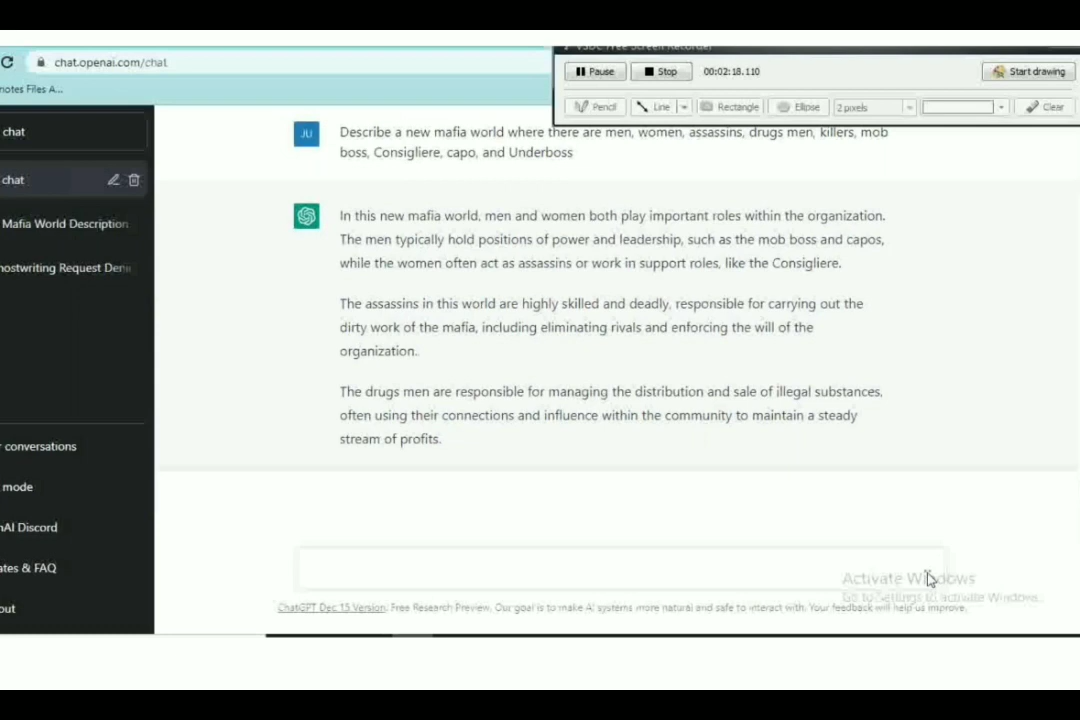 VSDC Free Screen Recorder
chat.openai.com/chat
Pause
Stop
00:02:18.110
Start drawing
notes Files A...
Pencil
Line
Rectangle
Ellipse
2 pixels
Clear
chat
JU
Describe a new mafia world where there are men, women, assassins, drugs men, killers, mob
boss, Consigliere, capo, and Underboss
chat
In this new mafia world, men and women both play important roles within the organization.
Mafia World Description
The men typically hold positions of power and leadership, such as the mob boss and capos,
while the women often act as assassins or work in support roles, like the Consigliere.
hostwriting Request Deni
The assassins in this world are highly skilled and deadly, responsible for carrying out the
dirty work of the mafia, including eliminating rivals and enforcing the will of the
organization.
The drugs men are responsible for managing the distribution and sale of illegal substances,
often using their connections and influence within the community to maintain a steady
stream of profits.
r conversations
mode
nAI Discord
ates & FAQ
out
Activate Windows
Go to Settings to activate Windows.
ChatGPT Dec 15 Version. Free Research Preview. Our goal is to make AI systems more natural and safe to interact with. Your feedback will help us improve.